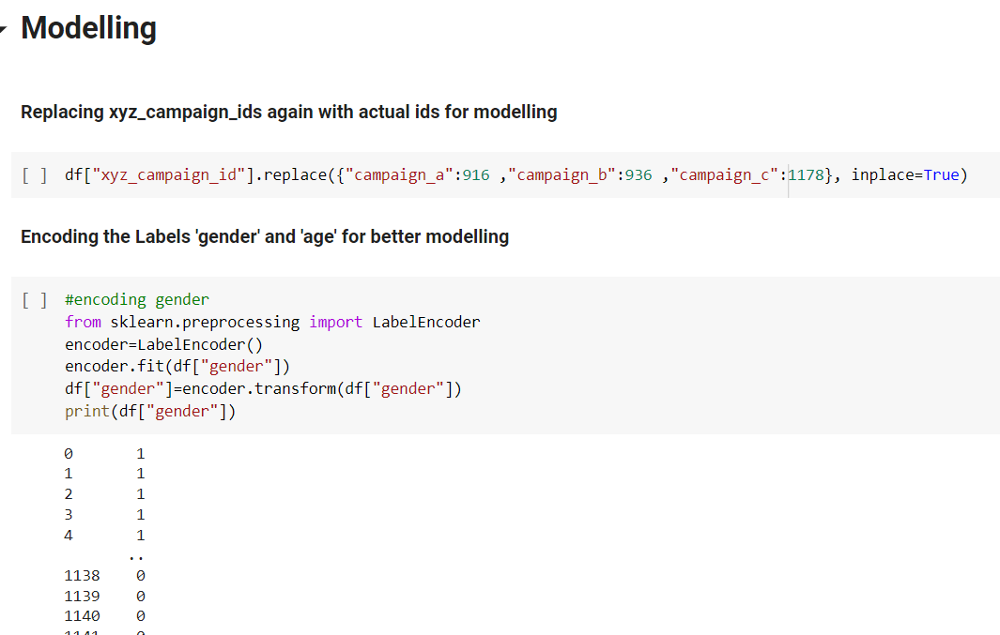 Modelling
Replacing xyz_campaign_ids again with actual ids for modelling
[ ] df["xyz_campaign_id"].replace({"campaign_a":916 ,"campaign_b":936 ,"campaign_c":1178}, inplace=True)
Encoding the Labels 'gender' and 'age' for better modelling
[ ] #encoding gender
from sklearn.preprocessing import LabelEncoder
encoder=LabelEncoder()
encoder.fit(df["gender"])
df["gender"]=encoder.transform(df["gender"])
print(df["gender"])
0 1
1 1
2 1
3 1
4 1
..
1138 0
1139 0
1140 0
1141 0